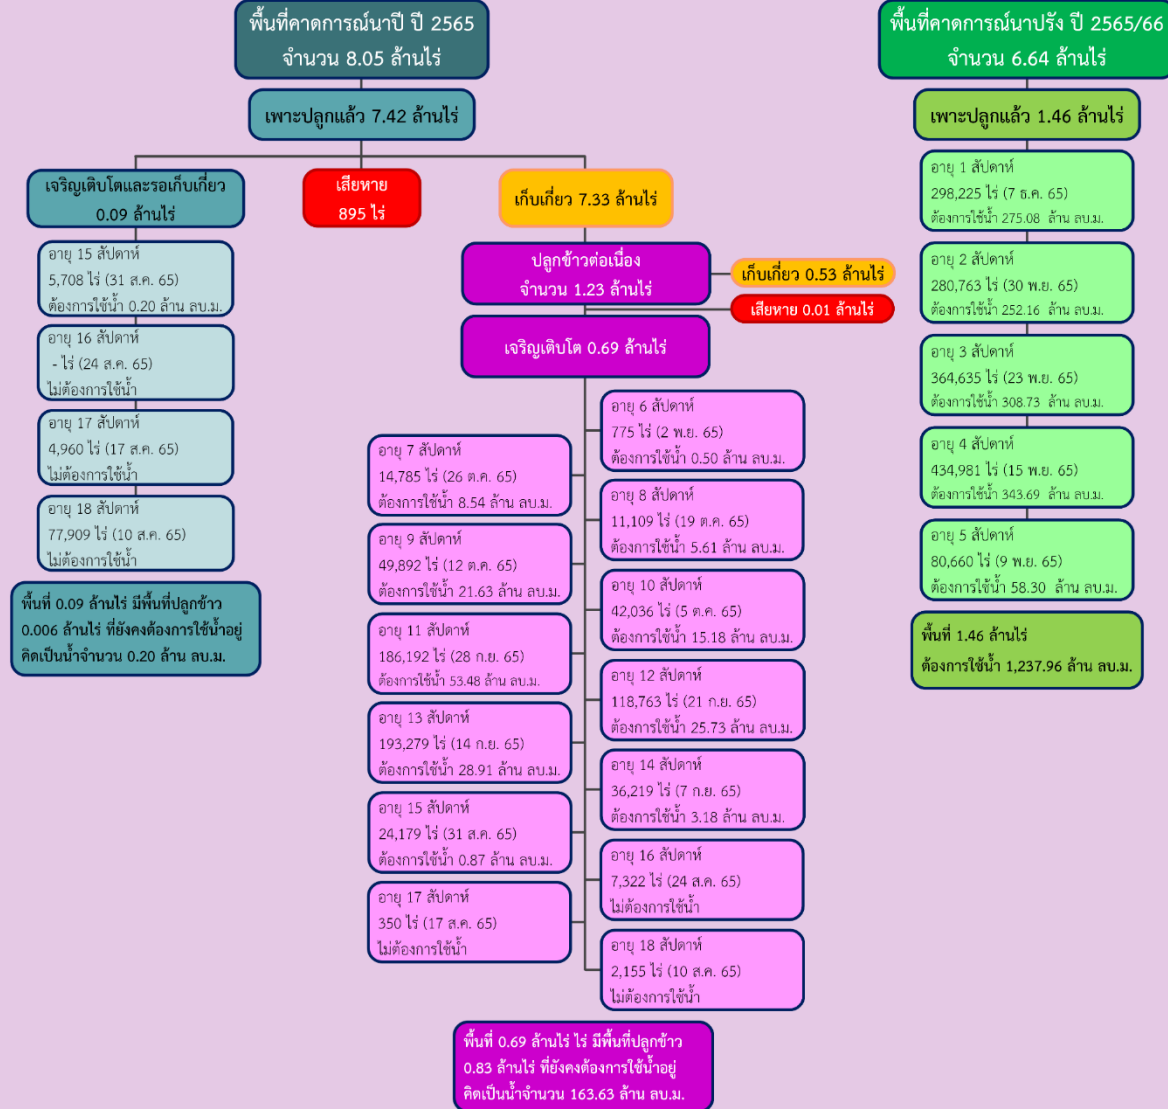 พื้นที่คาดการณ์นาปี ปี 2565
จำนวน 8.05 ล้านไร่
เพาะปลูกแล้ว 7.42 ล้านไร่
เจริญเติบโตและรอเก็บเกี่ยว
0.09 ล้านไร่
อายุ 15 สัปดาห์
5,708 ไร่ (31 ส.ค. 65)
ต้องการใช้น้ำ 0.20 ล้าน ลบ.ม.
อายุ 16 สัปดาห์
- ไร่ (24 ส.ค. 65)
ไม่ต้องการใช้น้ำ
อายุ 17 สัปดาห์
4,960 ไร่ (17 ส.ค. 65)
ไม่ต้องการใช้น้ำ
อายุ 18 สัปดาห์
77,909 ไร่ (10 ส.ค. 65)
ไม่ต้องการใช้น้ำ
พื้นที่ 0.09 ล้านไร่ มีพื้นที่ปลูกข้าว
0.006 ล้านไร่ ที่ยังคงต้องการใช้น้ำอยู่
คิดเป็นน้ำจำนวน 0.20 ล้าน ลบ.ม.
เสียหาย
895 ไร่
เก็บเกี่ยว 7.33 ล้านไร่
ปลูกข้าวต่อเนื่อง
จำนวน 1.23 ล้านไร่
เก็บเกี่ยว 0.53 ล้านไร่
เสียหาย 0.01 ล้านไร่
เจริญเติบโต 0.69 ล้านไร่
อายุ 6 สัปดาห์
775 ไร่ (2 พ.ย. 65)
ต้องการใช้น้ำ 0.50 ล้าน ลบ.ม.
อายุ 7 สัปดาห์
14,785 ไร่ (26 ต.ค. 65)
ต้องการใช้น้ำ 8.54 ล้าน ลบ.ม.
อายุ 8 สัปดาห์
11,109 ไร่ (19 ต.ค. 65)
ต้องการใช้น้ำ 5.61 ล้าน ลบ.ม.
อายุ 9 สัปดาห์
49,892 ไร่ (12 ต.ค. 65)
ต้องการใช้น้ำ 21.63 ล้าน ลบ.ม.
อายุ 10 สัปดาห์
42,036 ไร่ (5 ต.ค. 65)
ต้องการใช้น้ำ 15.18 ล้าน ลบ.ม.
อายุ 11 สัปดาห์
186,192 ไร่ (28 ก.ย. 65)
ต้องการใช้น้ำ 53.48 ล้าน ลบ.ม.
อายุ 12 สัปดาห์
118,763 ไร่ (21 ก.ย. 65)
ต้องการใช้น้ำ 25.73 ล้าน ลบ.ม.
อายุ 13 สัปดาห์
193,279 ไร่ (14 ก.ย. 65)
ต้องการใช้น้ำ 28.91 ล้าน ลบ.ม.
อายุ 14 สัปดาห์
36,219 ไร่ (7 ก.ย. 65)
ต้องการใช้น้ำ 3.18 ล้าน ลบ.ม.
อายุ 15 สัปดาห์
24,179 ไร่ (31 ส.ค. 65)
ต้องการใช้น้ำ 0.87 ล้าน ลบ.ม.
อายุ 16 สัปดาห์
7,322 ไร่ (24 ส.ค. 65)
ไม่ต้องการใช้น้ำ
อายุ 17 สัปดาห์
350 ไร่ (17 ส.ค. 65)
ไม่ต้องการใช้น้ำ
อายุ 18 สัปดาห์
2,155 ไร่ (10 ส.ค. 65)
ไม่ต้องการใช้น้ำ
พื้นที่ 0.69 ล้านไร่ ไร่ มีพื้นที่ปลูกข้าว
0.83 ล้านไร่ ที่ยังคงต้องการใช้น้ำอยู่
คิดเป็นน้ำจำนวน 163.63 ล้าน ลบ.ม.
พื้นที่คาดการณ์นาปรัง ปี 2565/66
จำนวน 6.64 ล้านไร่
เพาะปลูกแล้ว 1.46 ล้านไร่
อายุ 1 สัปดาห์
298,225 ไร่ (7 ธ.ค. 65)
ต้องการใช้น้ำ 275.08 ล้าน ลบ.ม.
อายุ 2 สัปดาห์
280,763 ไร่ (30 พ.ย. 65)
ต้องการใช้น้ำ 252.16 ล้าน ลบ.ม.
อายุ 3 สัปดาห์
364,635 ไร่ (23 พ.ย. 65)
ต้องการใช้น้ำ 308.73 ล้าน ลบ.ม.
อายุ 4 สัปดาห์
434,981 ไร่ (15 พ.ย. 65)
ต้องการใช้น้ำ 343.69 ล้าน ลบ.ม.
อายุ 5 สัปดาห์
80,660 ไร่ (9 พ.ย. 65)
ต้องการใช้น้ำ 58.30 ล้าน ลบ.ม.
พื้นที่ 1.46 ล้านไร่
ต้องการใช้น้ำ 1,237.96 ล้าน ลบ.ม.